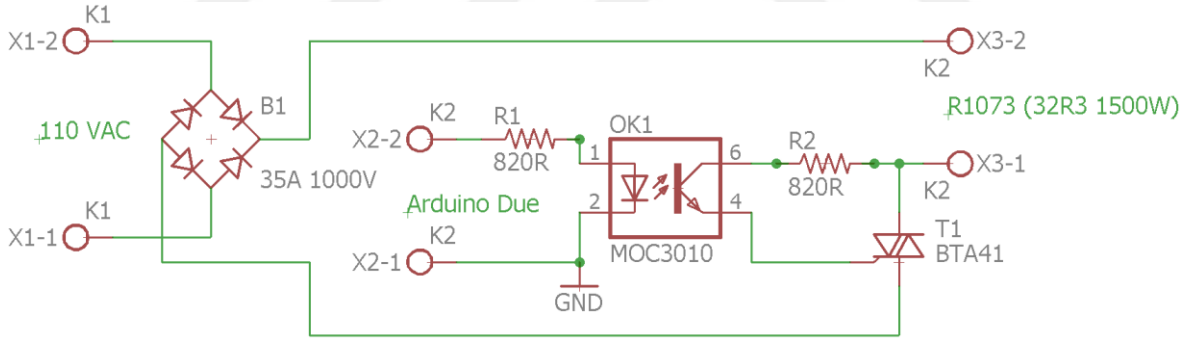 K1
X1-2
110 VAC
B1
35A 1000V
K1
X1-1
K2
X2-2
R1
820R
Arduino Due
K2
X2-1
GND
OK1
1
2
6
4
MOC3010
R2
820R
X3-2
K2
R1073 (32R3 1500W)
X3-1
K2
T1
BTA41